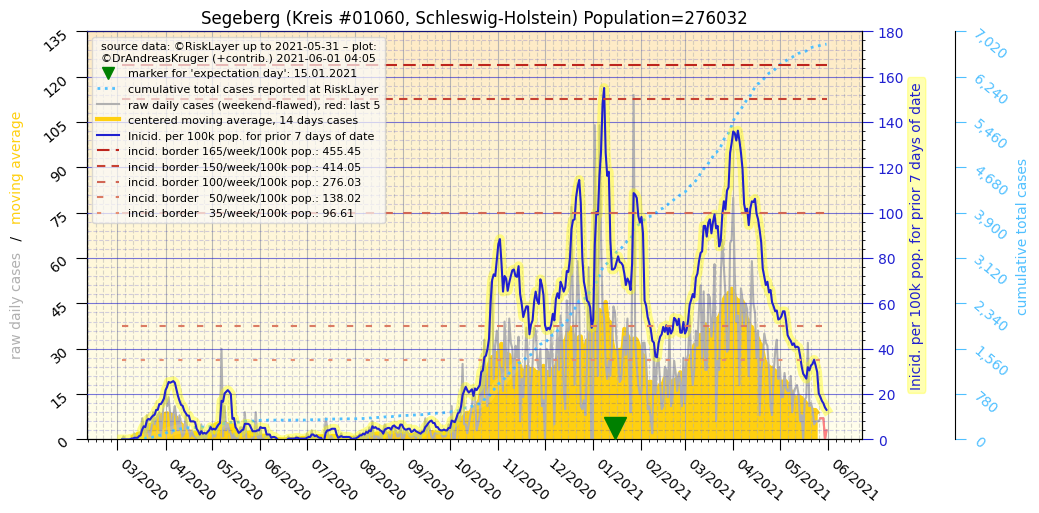 Segeberg (Kreis #01060, Schleswig-Holstein) Population=276032
source data: ©RiskLayer up to 2021-05-31 – plot:
©DrAndreasKruger (+contrib.) 2021-06-01 04:05
marker for 'expectation day': 15.01.2021
cumulative total cases reported at RiskLayer
raw daily cases (weekend-flawed), red: last 5
centered moving average, 14 days cases
Inicid. per 100k pop. for prior 7 days of date
incid. border 165/week/100k pop.: 455.45
incid. border 150/week/100k pop.: 414.05
incid. border 100/week/100k pop.: 276.03
incid. border   50/week/100k pop.: 138.02
incid. border   35/week/100k pop.: 96.61
raw daily cases / moving average
135
120
105
90
75
60
45
30
15
0
180
160
140
120
100
80
60
40
20
0
Inicid. per 100k pop. for prior 7 days of date
7,020
6,240
5,460
4,680
3,900
3,120
2,340
1,560
780
0
cumulative total cases
03/2020
04/2020
05/2020
06/2020
07/2020
08/2020
09/2020
10/2020
11/2020
12/2020
01/2021
02/2021
03/2021
04/2021
05/2021
06/2021